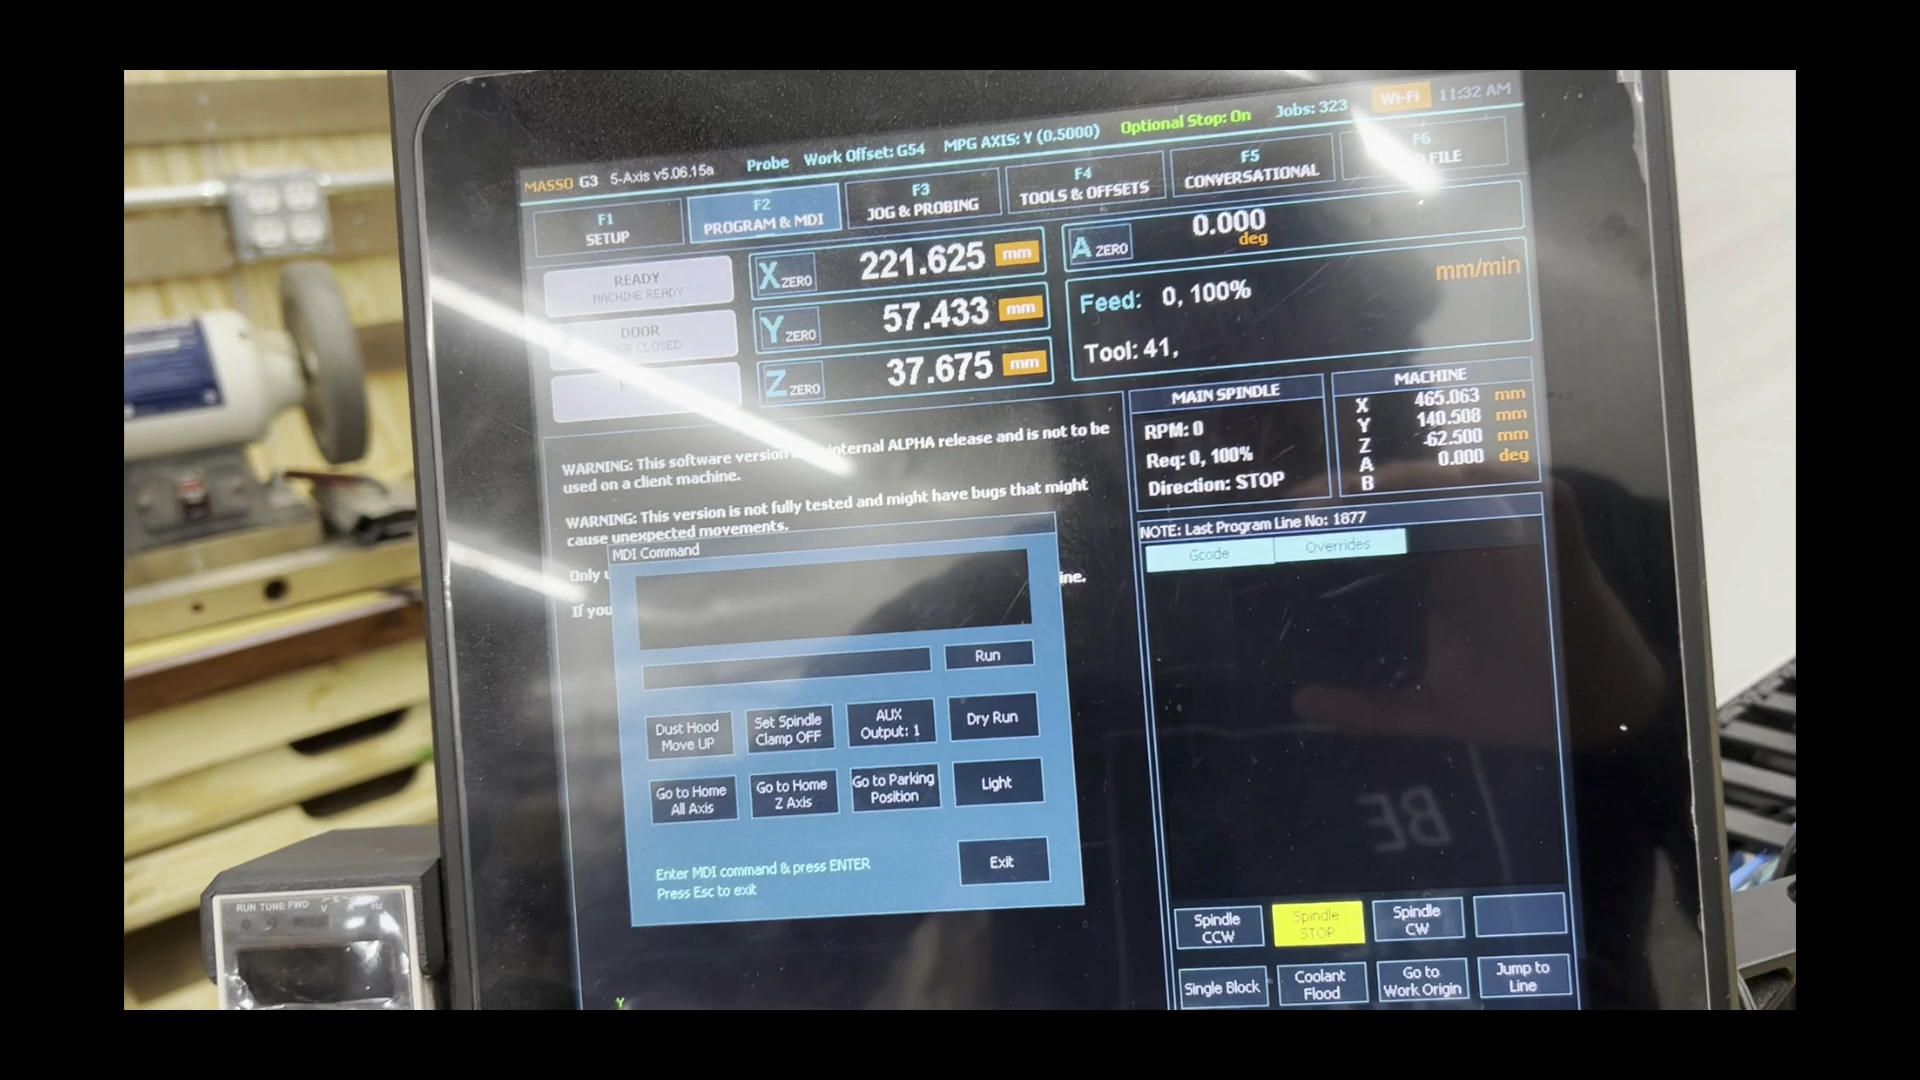 MASSO G3 5-Axis v5.06.15a Probe Work Offset: G54 MPG AXIS: Y (0.5000) Optional Stop: On Jobs: 323 Wi-Fi 11:32 AM
F1
SETUP
F2
PROGRAM & MDI
F3
JOG & PROBING
F4
TOOLS & OFFSETS
F5
CONVERSATIONAL
F6
FILE
READY
MACHINE READY
DOOR
CLOSED
X ZERO 221.625 mm
Y ZERO 57.433 mm
Z ZERO 37.675 mm
A ZERO 0.000
deg
mm/min
Feed: 0, 100%
Tool: 41,
MAIN SPINDLE
RPM: 0
Req: 0, 100%
Direction: STOP
MACHINE
X 465.063 mm
Y 140.508 mm
Z -62.500 mm
A 0.000 deg
B
WARNING: This software version internal ALPHA release and is not to be
used on a client machine.
WARNING: This version is not fully tested and might have bugs that might
cause unexpected movements.
Only
If you
MDI Command
Run
Dust Hood
Move UP
Set Spindle
Clamp OFF
AUX
Output: 1
Dry Run
Go to Home
All Axis
Go to Home
Z Axis
Go to Parking
Position
Light
Enter MDI command & press ENTER
Press Esc to exit
Exit
NOTE: Last Program Line No: 1877
Gcode Overrides
Spindle
CCW
Spindle
STOP
Spindle
CW
Single Block
Coolant
Flood
Go to
Work Origin
Jump to
Line
Y
RUN TUNE FWD
V Hz